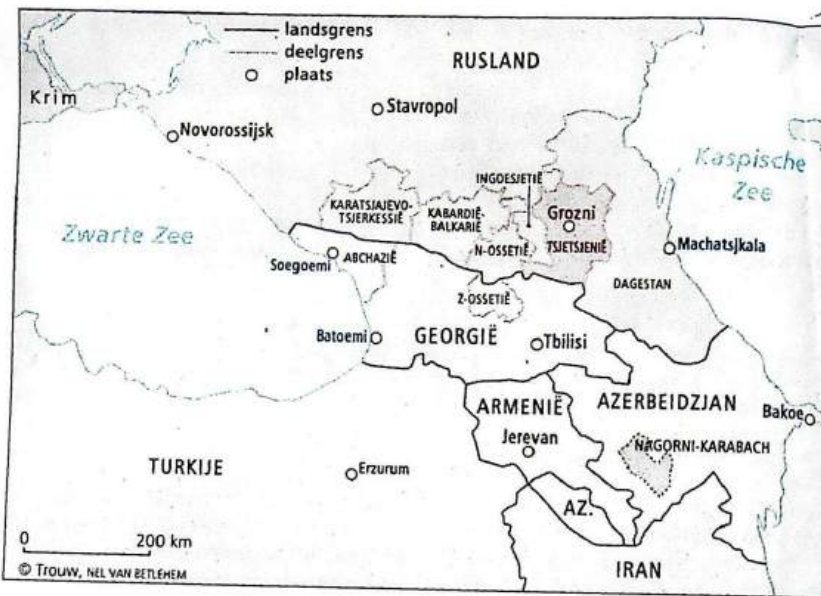 landsgrens
deelgrens
plaats
RUSLAND
Krim
Stavropol
Novorossijsk
Kaspische
Zee
INGOESJETIË
KARATSJAJEVO-
TSJERKESSIË
KABARDIË-
BALKARIË
Grozni
Zwarte Zee
N-OSSETIË
TSJETSJENIË
Machatsjkala
Soegoemi
ABCHAZIË
DAGESTAN
Z-OSSETIË
Batoemi
GEORGIË
Tbilisi
ARMENIË
AZERBEIDZJAN
Bakoe
Jerevan
NAGORNI-KARABACH
TURKIJE
Erzurum
AZ.
0 200 km
IRAN
© Trouw, NEL VAN BETLEHEM